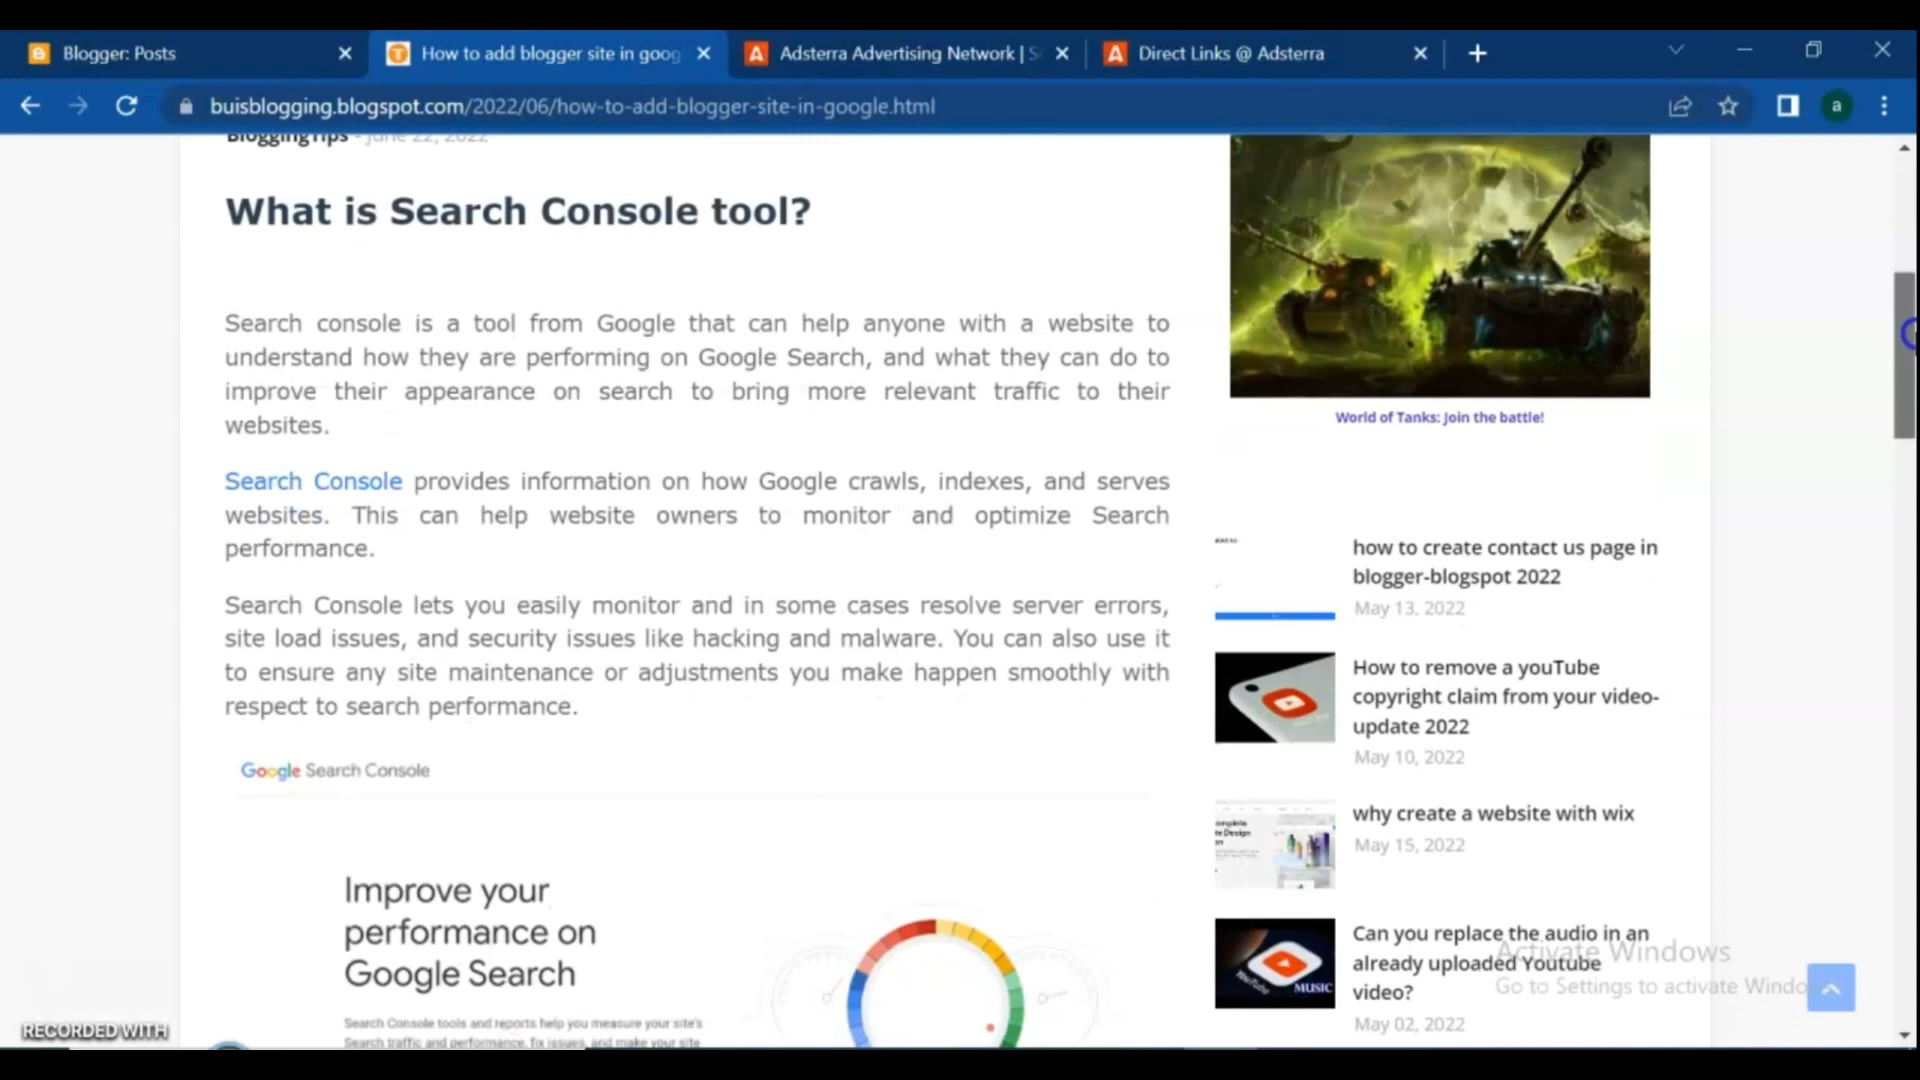 Blogger: Posts
How to add blogger site in goog
Adsterra Advertising Network | S
Direct Links @ Adsterra
buisblogging.blogspot.com/2022/06/how-to-add-blogger-site-in-google.html
BloggingTips - June 22, 2022
What is Search Console tool?
Search console is a tool from Google that can help anyone with a website to
understand how they are performing on Google Search, and what they can do to
improve their appearance on search to bring more relevant traffic to their
websites.
Search Console provides information on how Google crawls, indexes, and serves
websites. This can help website owners to monitor and optimize Search
performance.
Search Console lets you easily monitor and in some cases resolve server errors,
site load issues, and security issues like hacking and malware. You can also use it
to ensure any site maintenance or adjustments you make happen smoothly with
respect to search performance.
Google Search Console
Improve your
performance on
Google Search
Search Console tools and reports help you measure your site's
Search traffic and performance, fix issues, and make your site
World of Tanks: Join the battle!
how to create contact us page in
blogger-blogspot 2022
May 13, 2022
How to remove a youTube
copyright claim from your video-
update 2022
May 10, 2022
why create a website with wix
May 15, 2022
Can you replace the audio in an
already uploaded Youtube
video?
May 02, 2022
YouTube
MUSIC
Activate Windows
Go to Settings to activate Windo
RECORDED WITH